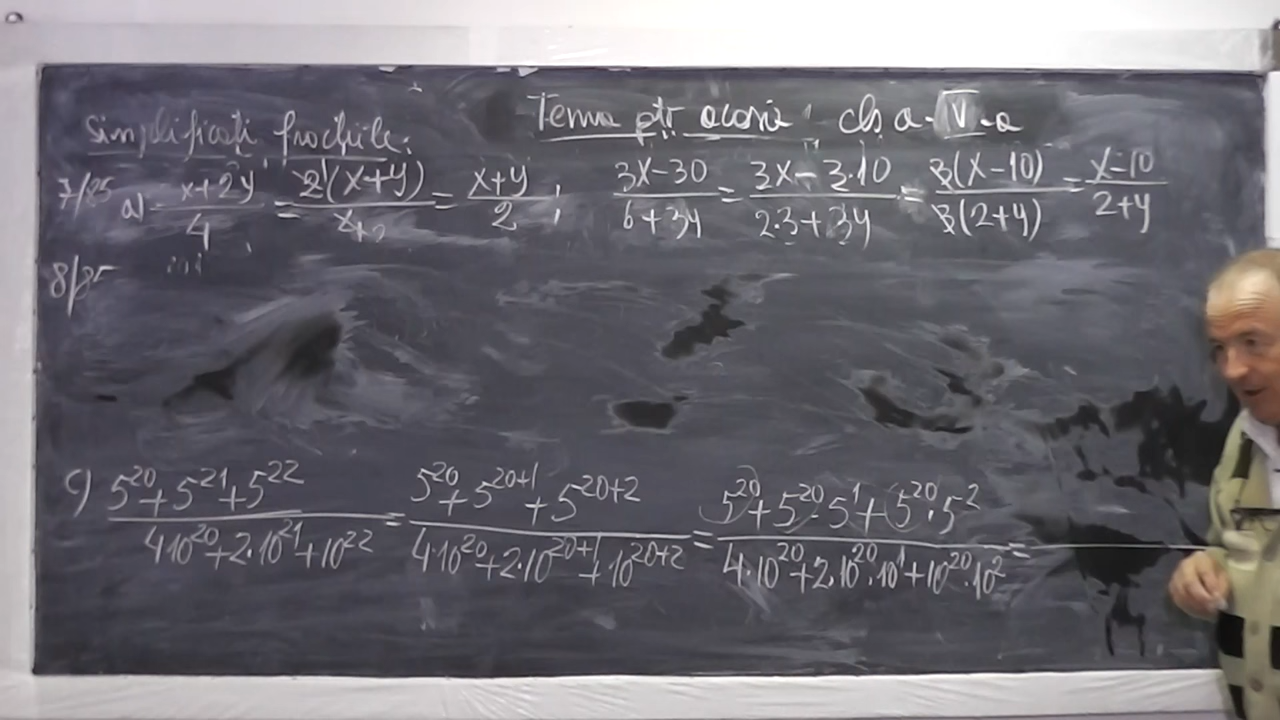 Tema ptr. acasă: cls a-V-a
Simplificați fracțiile:
7/85 a) x+2y / 4 = 2(x+y) / 4 2 = x+y / 2 ; 3x-30 / 6+3y = 3x-3·10 / 2·3+3y = 3(x-10) / 3(2+y) = x-10 / 2+y
8/85
c) 5^20+5^21+5^22 / 4·10^20+2·10^21+10^22 = 5^20+5^20+1+5^20+2 / 4·10^20+2·10^20+1+10^20+2 = 5^20+5^20·5^1+5^20·5^2 / 4·10^20+2·10^20·10^1+10^20·10^2 =